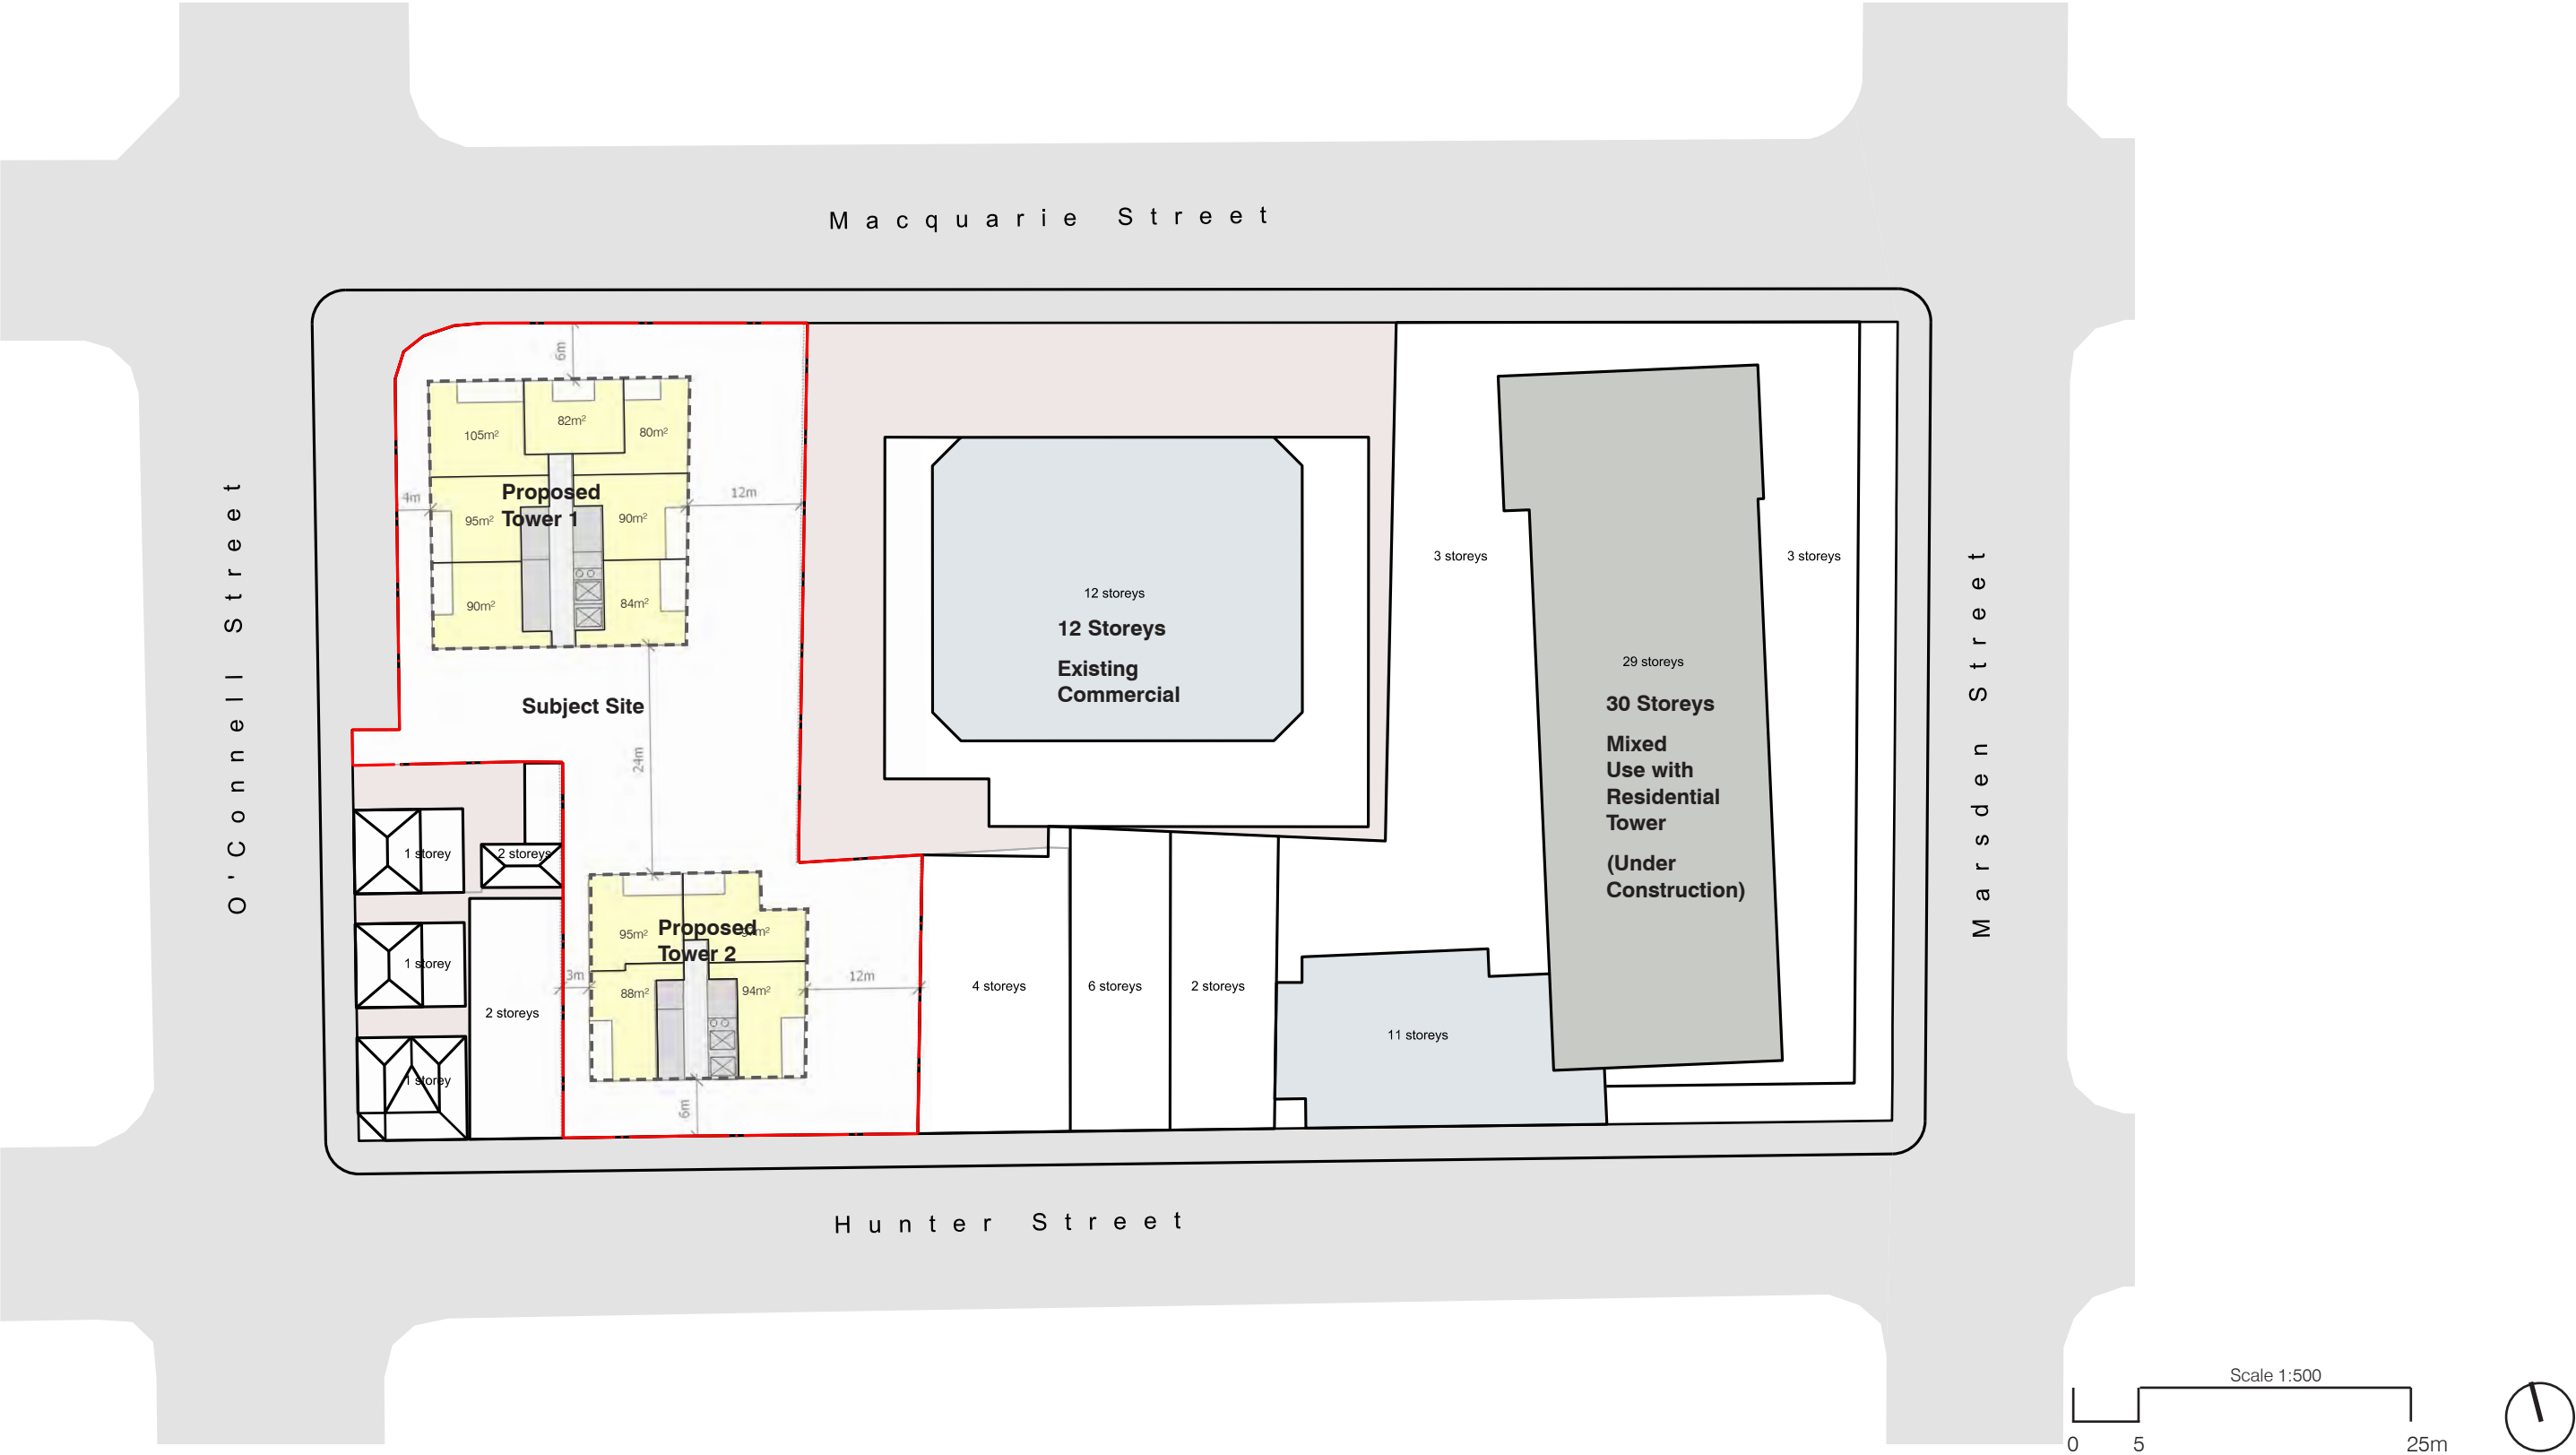 Macquarie Street
6m
82m²
105m²
80m²
Proposed
Tower 1
4m
12m
95m²
90m²
90m²
84m²
O'Connell Street
Subject Site
24m
12 storeys
12 Storeys
Existing
Commercial
3 storeys
3 storeys
29 storeys
30 Storeys
Mixed
Use with
Residential
Tower
(Under
Construction)
Marsden Street
1 storey
2 storeys
1 storey
2 storeys
1 storey
Proposed
Tower 2
95m²
3m
12m
88m²
94m²
6m
4 storeys
6 storeys
2 storeys
11 storeys
Hunter Street
Scale 1:500
0 5 25m